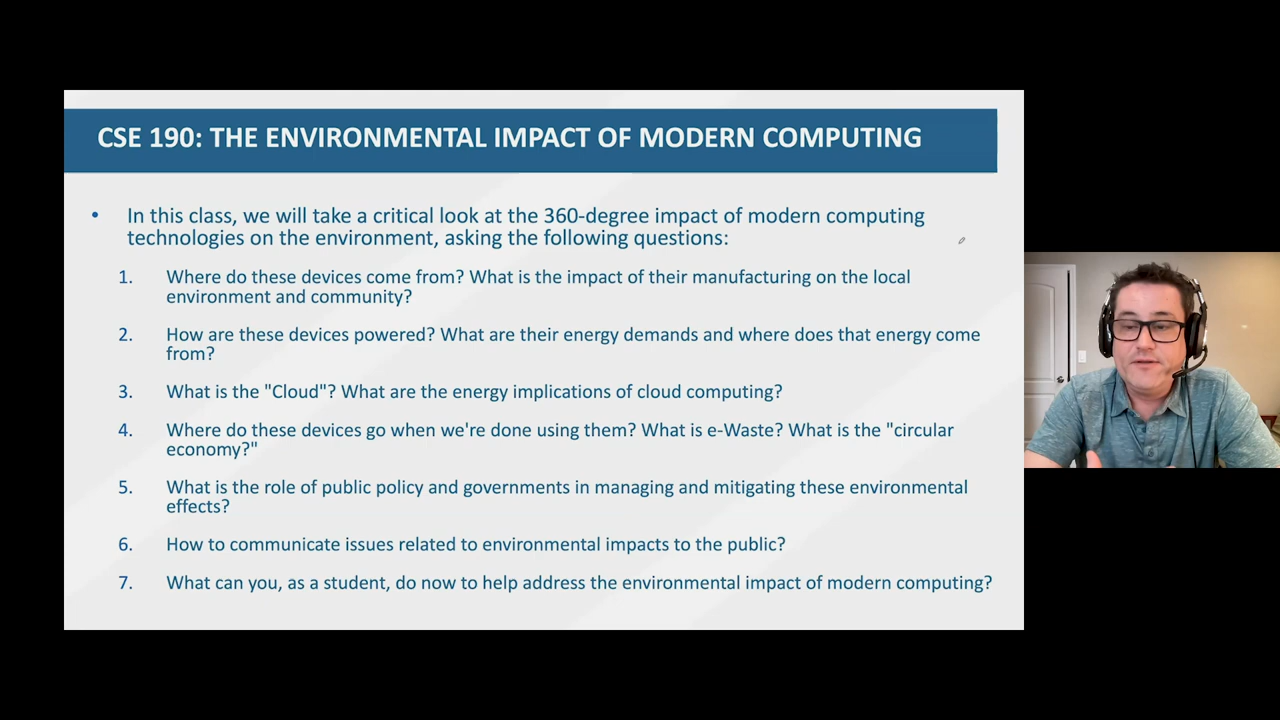 CSE 190: THE ENVIRONMENTAL IMPACT OF MODERN COMPUTING
• In this class, we will take a critical look at the 360-degree impact of modern computing
technologies on the environment, asking the following questions:
1. Where do these devices come from? What is the impact of their manufacturing on the local
environment and community?
2. How are these devices powered? What are their energy demands and where does that energy come
from?
3. What is the "Cloud"? What are the energy implications of cloud computing?
4. Where do these devices go when we're done using them? What is e-Waste? What is the "circular
economy?"
5. What is the role of public policy and governments in managing and mitigating these environmental
effects?
6. How to communicate issues related to environmental impacts to the public?
7. What can you, as a student, do now to help address the environmental impact of modern computing?